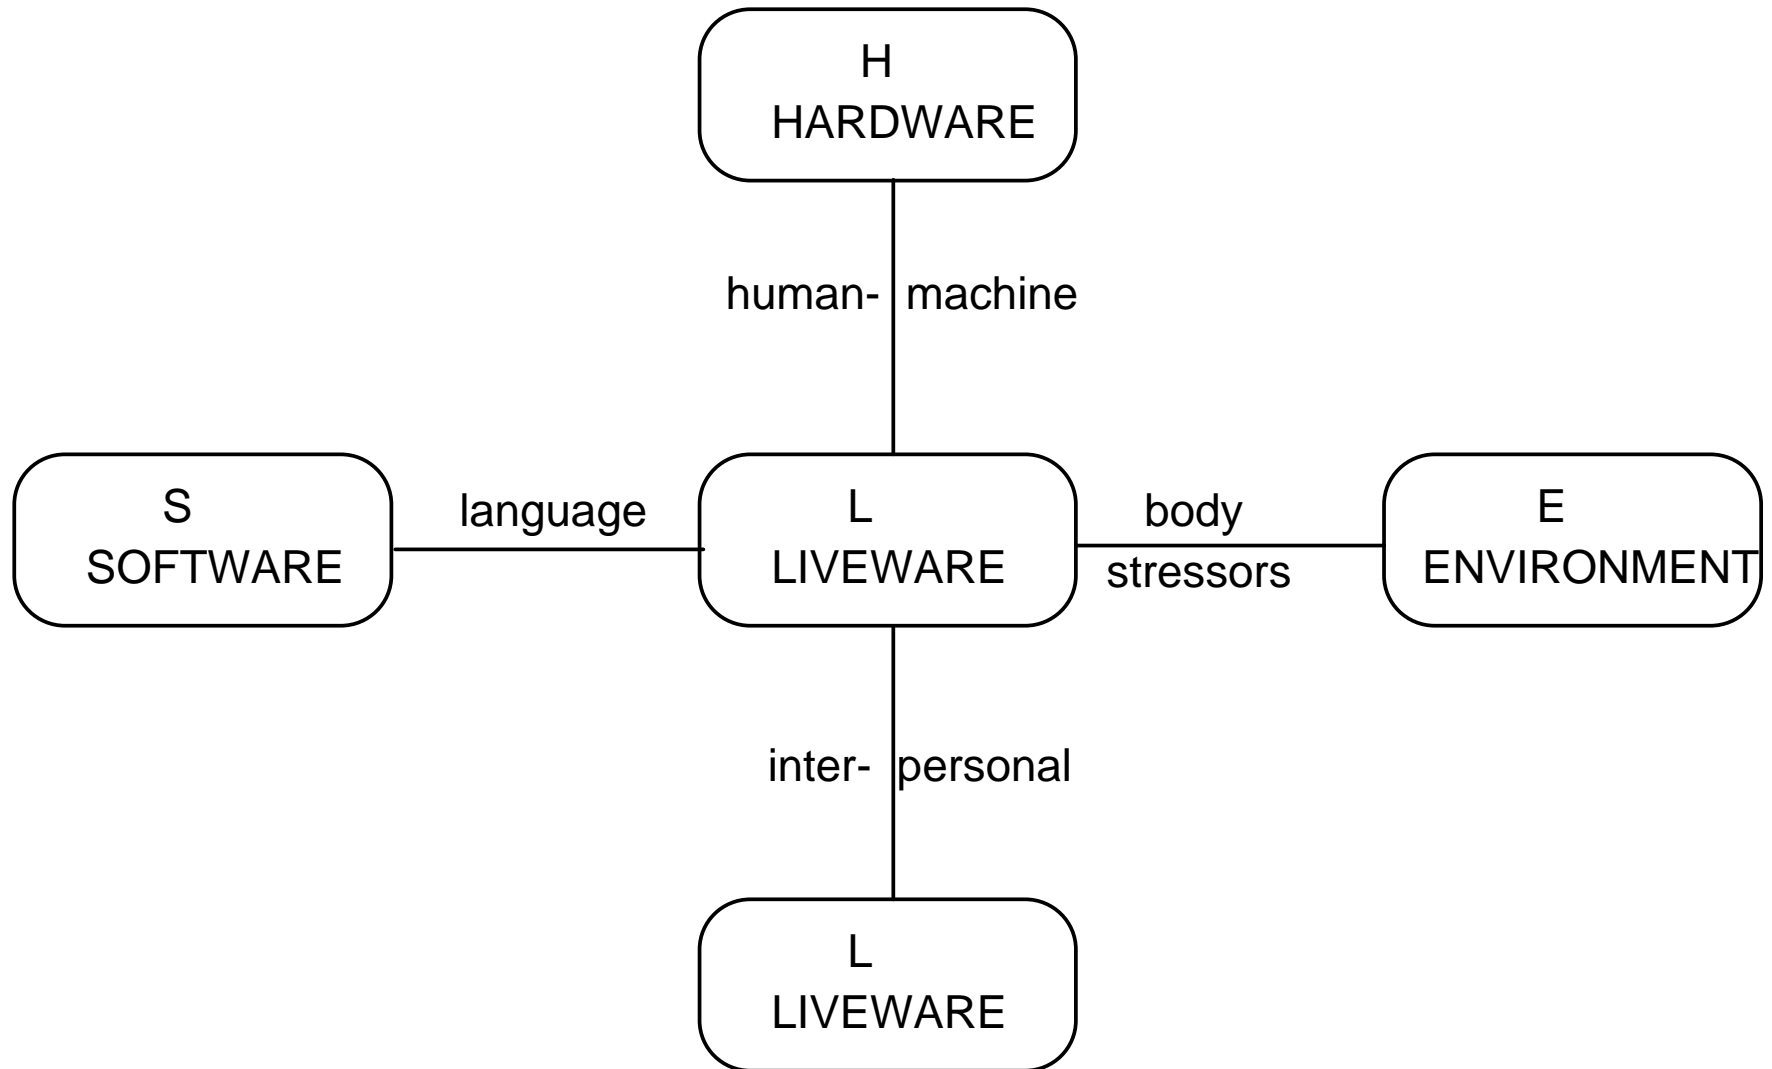 H
HARDWARE
human- machine
S
SOFTWARE
language
L
LIVEWARE
body
stressors
E
ENVIRONMENT
inter- personal
L
LIVEWARE